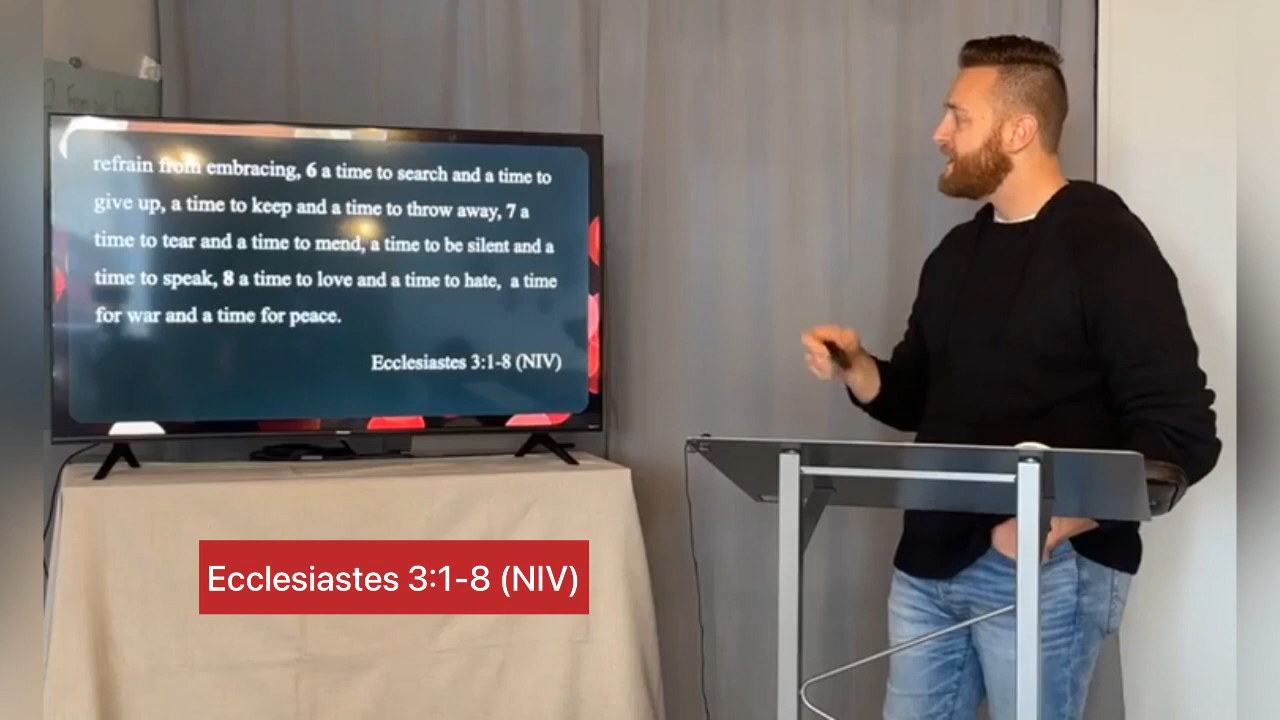 refrain from embracing, 6 a time to search and a time to
give up, a time to keep and a time to throw away, 7 a
time to tear and a time to mend, a time to be silent and a
time to speak, 8 a time to love and a time to hate, a time
for war and a time for peace.
Ecclesiastes 3:1-8 (NIV)
Ecclesiastes 3:1-8 (NIV)